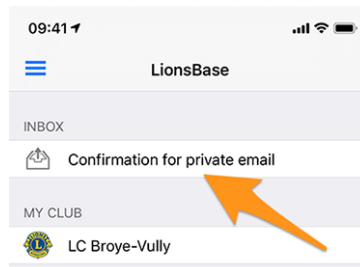 09:41
LionsBase
INBOX
Confirmation for private email
MY CLUB
LC Broye-Vully